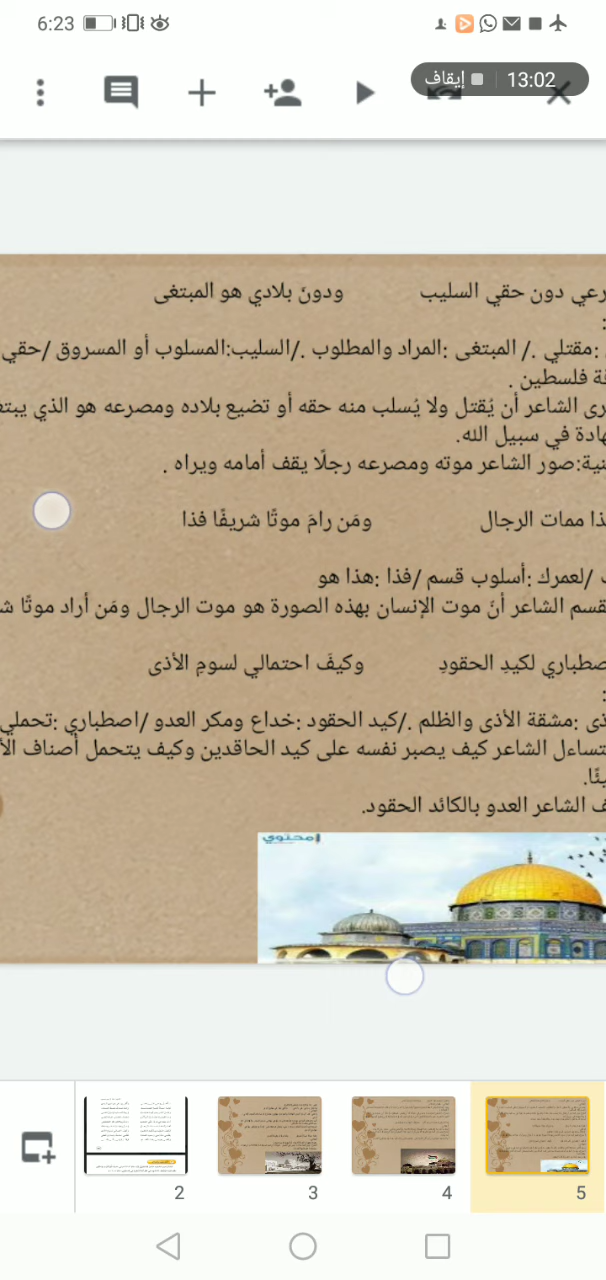 6:23
إيقاف 13:02
رعي دون حقي السليب ودونَ بلادي هو المبتغى
:
:مقتلي ./ المبتغى :المراد والمطلوب ./السليب:المسلوب أو المسروق /حقي
ة فلسطين .
رى الشاعر أن يُقتل ولا يُسلب منه حقه أو تضيع بلاده ومصرعه هو الذي
هادة في سبيل الله.
نية:صور الشاعر موته ومصرعه رجلًا يقف أمامه ويراه .
ذا ممات الرجال ومَن رامَ موتًا شريفًا فذا
/لعمرك :أسلوب قسم /فذا :هذا هو
قسم الشاعر أنّ موت الإنسان بهذه الصورة هو موت الرجال ومَن أراد موتًا
صطباري لكيدِ الحقودِ وكيفَ احتمالي لسومِ الأذى
:
ذى :مشقة الأذى والظلم ./كيد الحقود :خداع ومكر العدو /اصطباري :تحملي
تساءل الشاعر كيف يصبر نفسه على كيد الحاقدين وكيف يتحمل أصناف
ئًا.
ف الشاعر العدو بالكائد الحقود.
محتوى
2
3
4
5